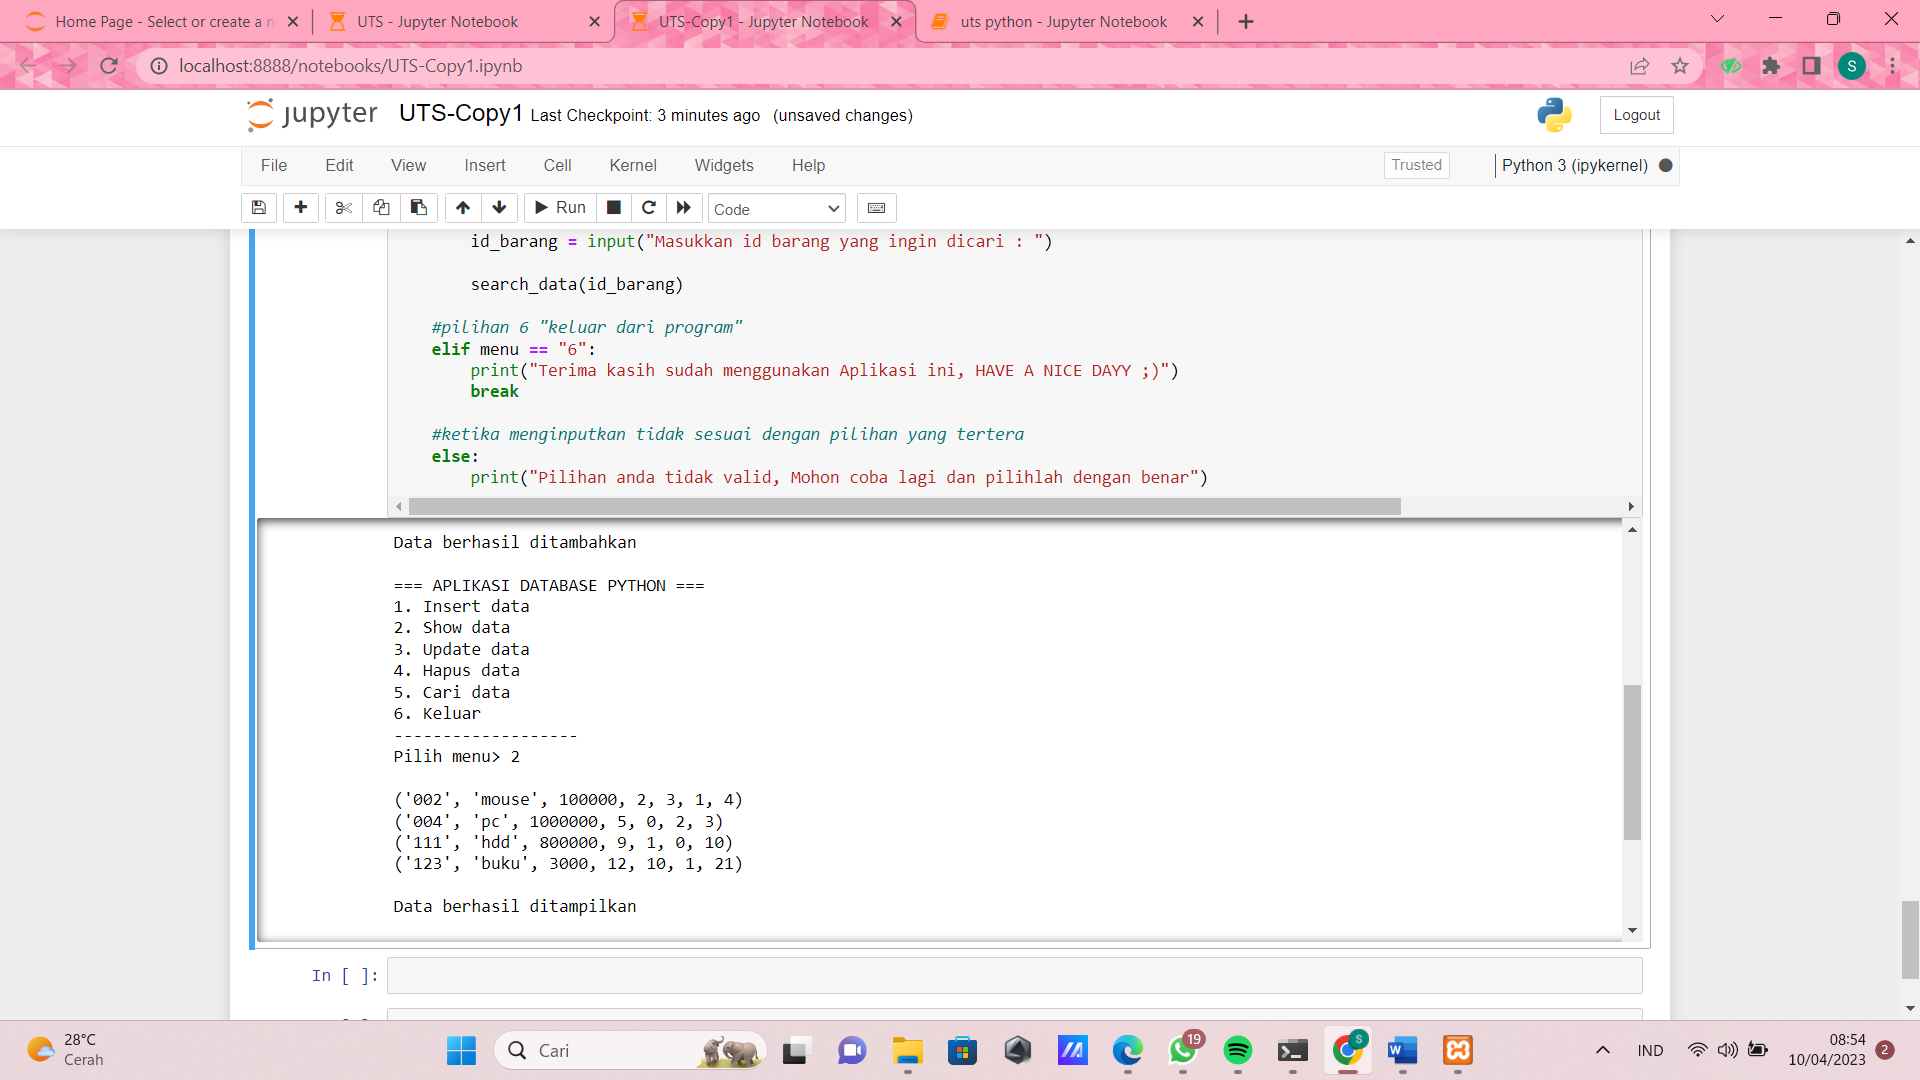 Home Page - Select or create a n
UTS - Jupyter Notebook
UTS-Copy1 - Jupyter Notebook
uts python - Jupyter Notebook
localhost:8888/notebooks/UTS-Copy1.ipynb
S
jupyter UTS-Copy1 Last Checkpoint: 3 minutes ago (unsaved changes)
Logout
File Edit View Insert Cell Kernel Widgets Help
Trusted
Python 3 (ipykernel)
Run
Code
id_barang = input("Masukkan id barang yang ingin dicari : ")
search_data(id_barang)
#pilihan 6 "keluar dari program"
elif menu == "6":
print("Terima kasih sudah menggunakan Aplikasi ini, HAVE A NICE DAYY ;)")
break
#ketika menginputkan tidak sesuai dengan pilihan yang tertera
else:
print("Pilihan anda tidak valid, Mohon coba lagi dan pilihlah dengan benar")
Data berhasil ditambahkan
=== APLIKASI DATABASE PYTHON ===
1. Insert data
2. Show data
3. Update data
4. Hapus data
5. Cari data
6. Keluar
-------------------
Pilih menu> 2
('002', 'mouse', 100000, 2, 3, 1, 4)
('004', 'pc', 1000000, 5, 0, 2, 3)
('111', 'hdd', 800000, 9, 1, 0, 10)
('123', 'buku', 3000, 12, 10, 1, 21)
Data berhasil ditampilkan
In [ ]:
28°C
Cerah
Cari
19
S
IND
08:54
10/04/2023
2